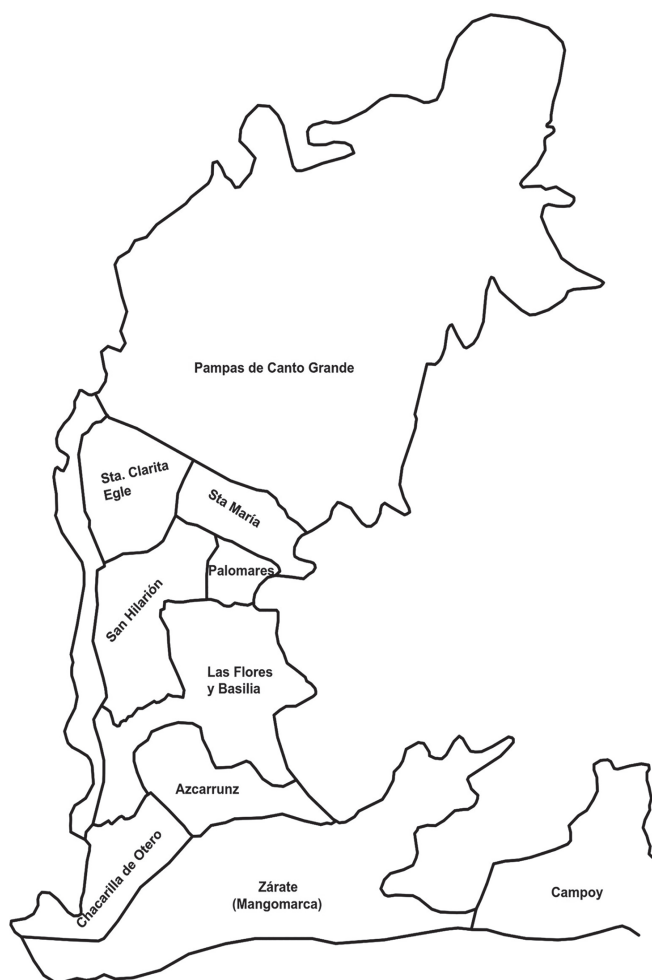 Pampas de Canto Grande
Sta. Clarita
Egle
Sta María
Palomares
San Hilarión
Las Flores
y Basilia
Azcarrunz
Chacarilla de Otero
Zárate
(Mangomarca)
Campoy